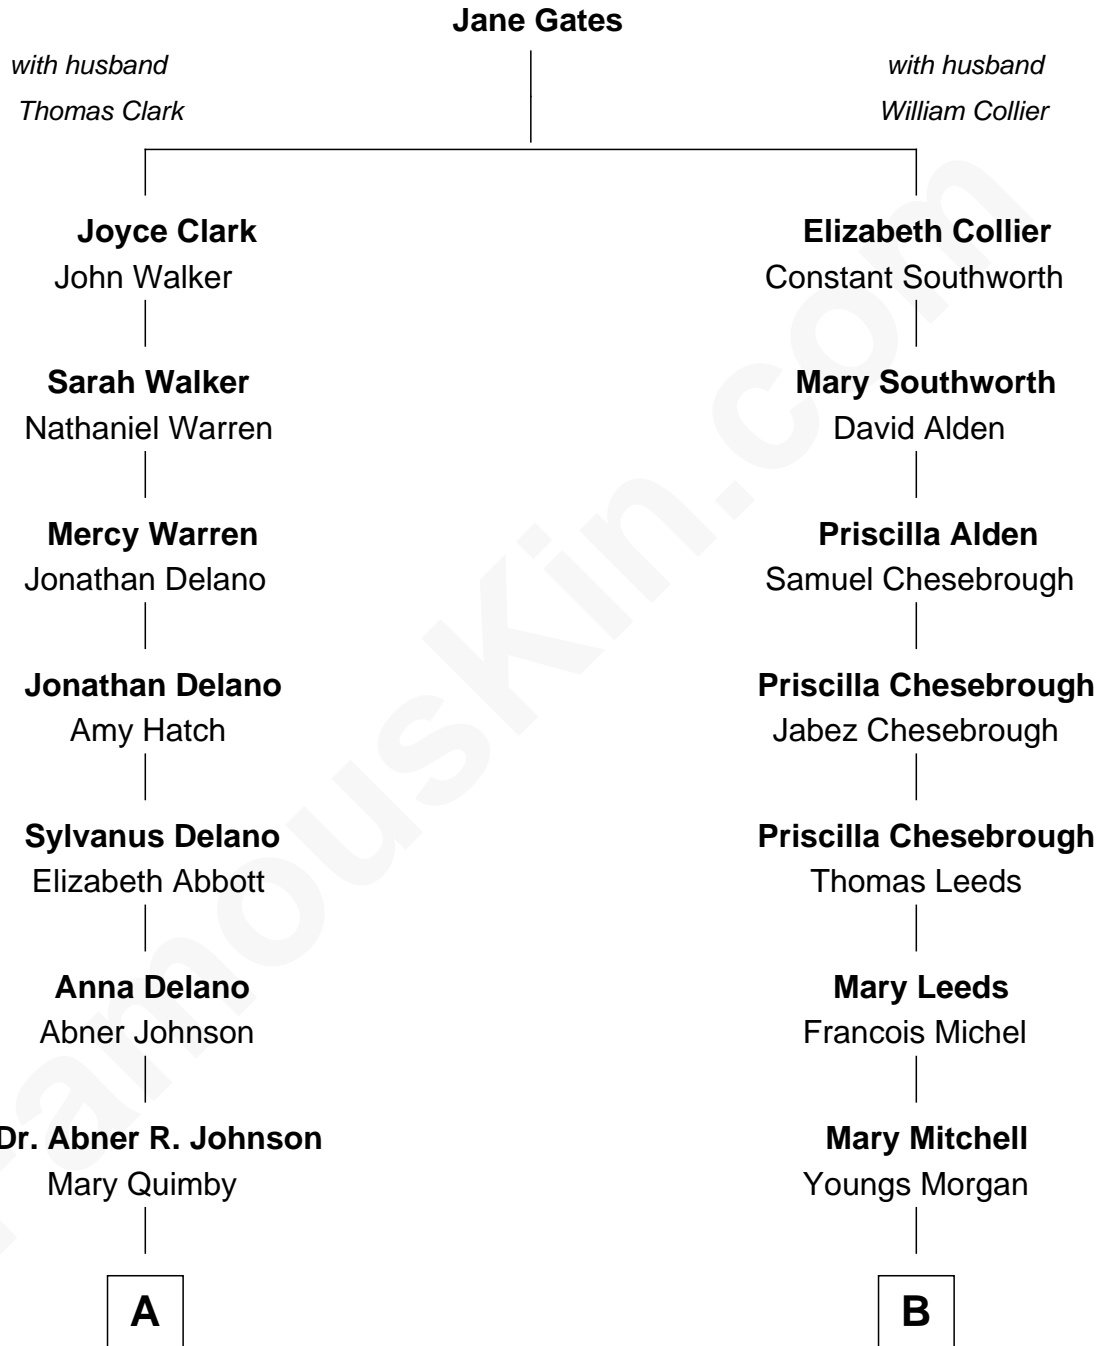 Jane Gates
with husband
Thomas Clark
with husband
William Collier
Joyce Clark
John Walker
Elizabeth Collier
Constant Southworth
Sarah Walker
Nathaniel Warren
Mary Southworth
David Alden
Mercy Warren
Jonathan Delano
Priscilla Alden
Samuel Chesebrough
Jonathan Delano
Amy Hatch
Priscilla Chesebrough
Jabez Chesebrough
Sylvanus Delano
Elizabeth Abbott
Priscilla Chesebrough
Thomas Leeds
Anna Delano
Abner Johnson
Mary Leeds
Francois Michel
Dr. Abner R. Johnson
Mary Quimby
Mary Mitchell
Youngs Morgan
A
B
FamousKin.com